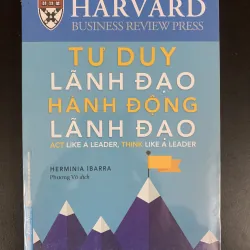 HARVARD
BUSINESS REVIEW PRESS
TƯ DUY
LÃNH ĐẠO
HÀNH ĐỘNG
LÃNH ĐẠO
ACT LIKE A LEADER, THINK LIKE A LEADER
HERMINIA IBARRA
Phương Võ dịch